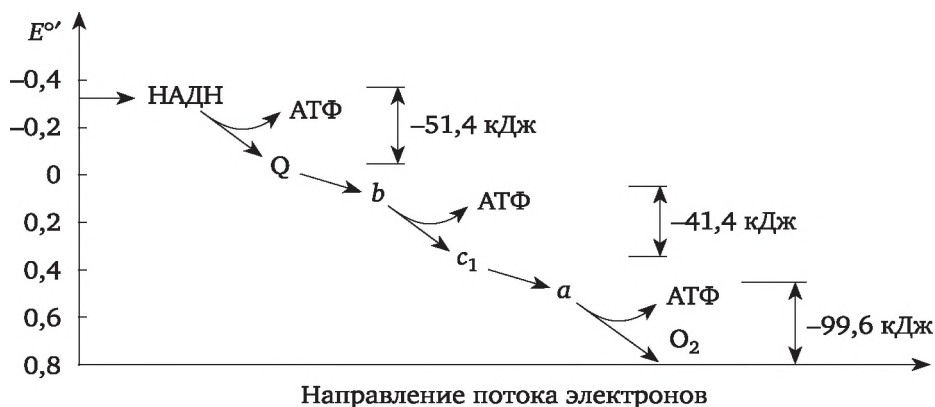 E°′
–0,4
–0,2
0
0,2
0,4
0,6
0,8
НАДН
АТФ
–51,4 кДж
Q
b
АТФ
–41,4 кДж
c₁
a
АТФ
–99,6 кДж
O₂
Направление потока электронов